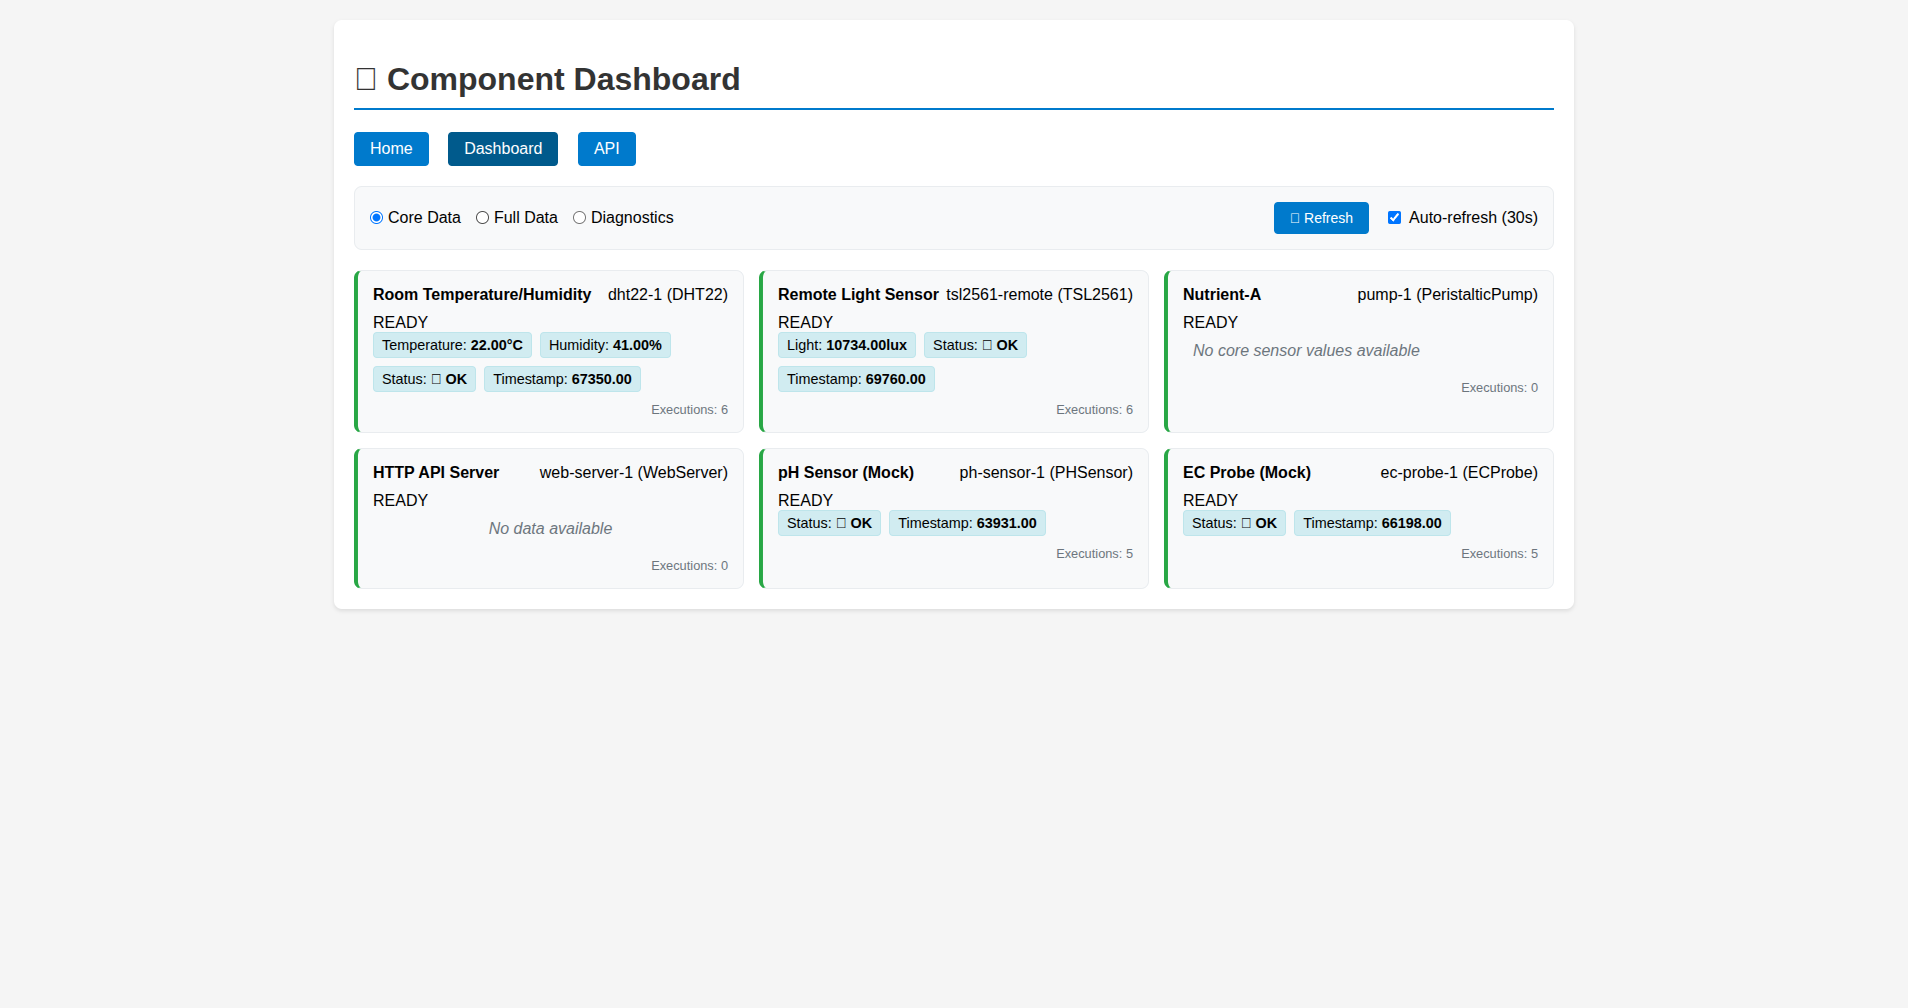 Component Dashboard
Home Dashboard API
Core Data Full Data Diagnostics Refresh Auto-refresh (30s)
Room Temperature/Humidity dht22-1 (DHT22)
READY
Temperature: 22.00°C Humidity: 41.00%
Status: OK Timestamp: 67350.00
Executions: 6
Remote Light Sensor tsl2561-remote (TSL2561)
READY
Light: 10734.00lux Status: OK
Timestamp: 69760.00
Executions: 6
Nutrient-A pump-1 (PeristalticPump)
READY
No core sensor values available
Executions: 0
HTTP API Server web-server-1 (WebServer)
READY
No data available
Executions: 0
pH Sensor (Mock) ph-sensor-1 (PHSensor)
READY
Status: OK Timestamp: 63931.00
Executions: 5
EC Probe (Mock) ec-probe-1 (ECProbe)
READY
Status: OK Timestamp: 66198.00
Executions: 5